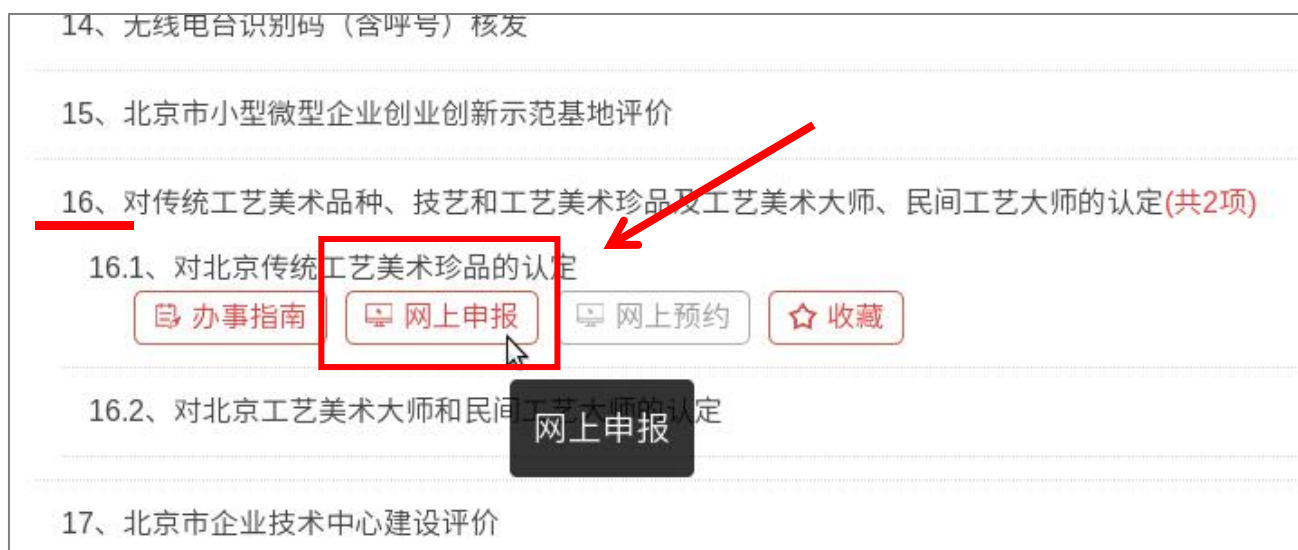 14、无线电台识别码（含呼号）核发
15、北京市小型微型企业创业创新示范基地评价
16、对传统工艺美术品种、技艺和工艺美术珍品及工艺美术大师、民间工艺大师的认定(共2项)
16.1、对北京传统工艺美术珍品的认定
办事指南 网上申报 网上预约 收藏
16.2、对北京工艺美术大师和民间工艺大师的认定
网上申报
17、北京市企业技术中心建设评价